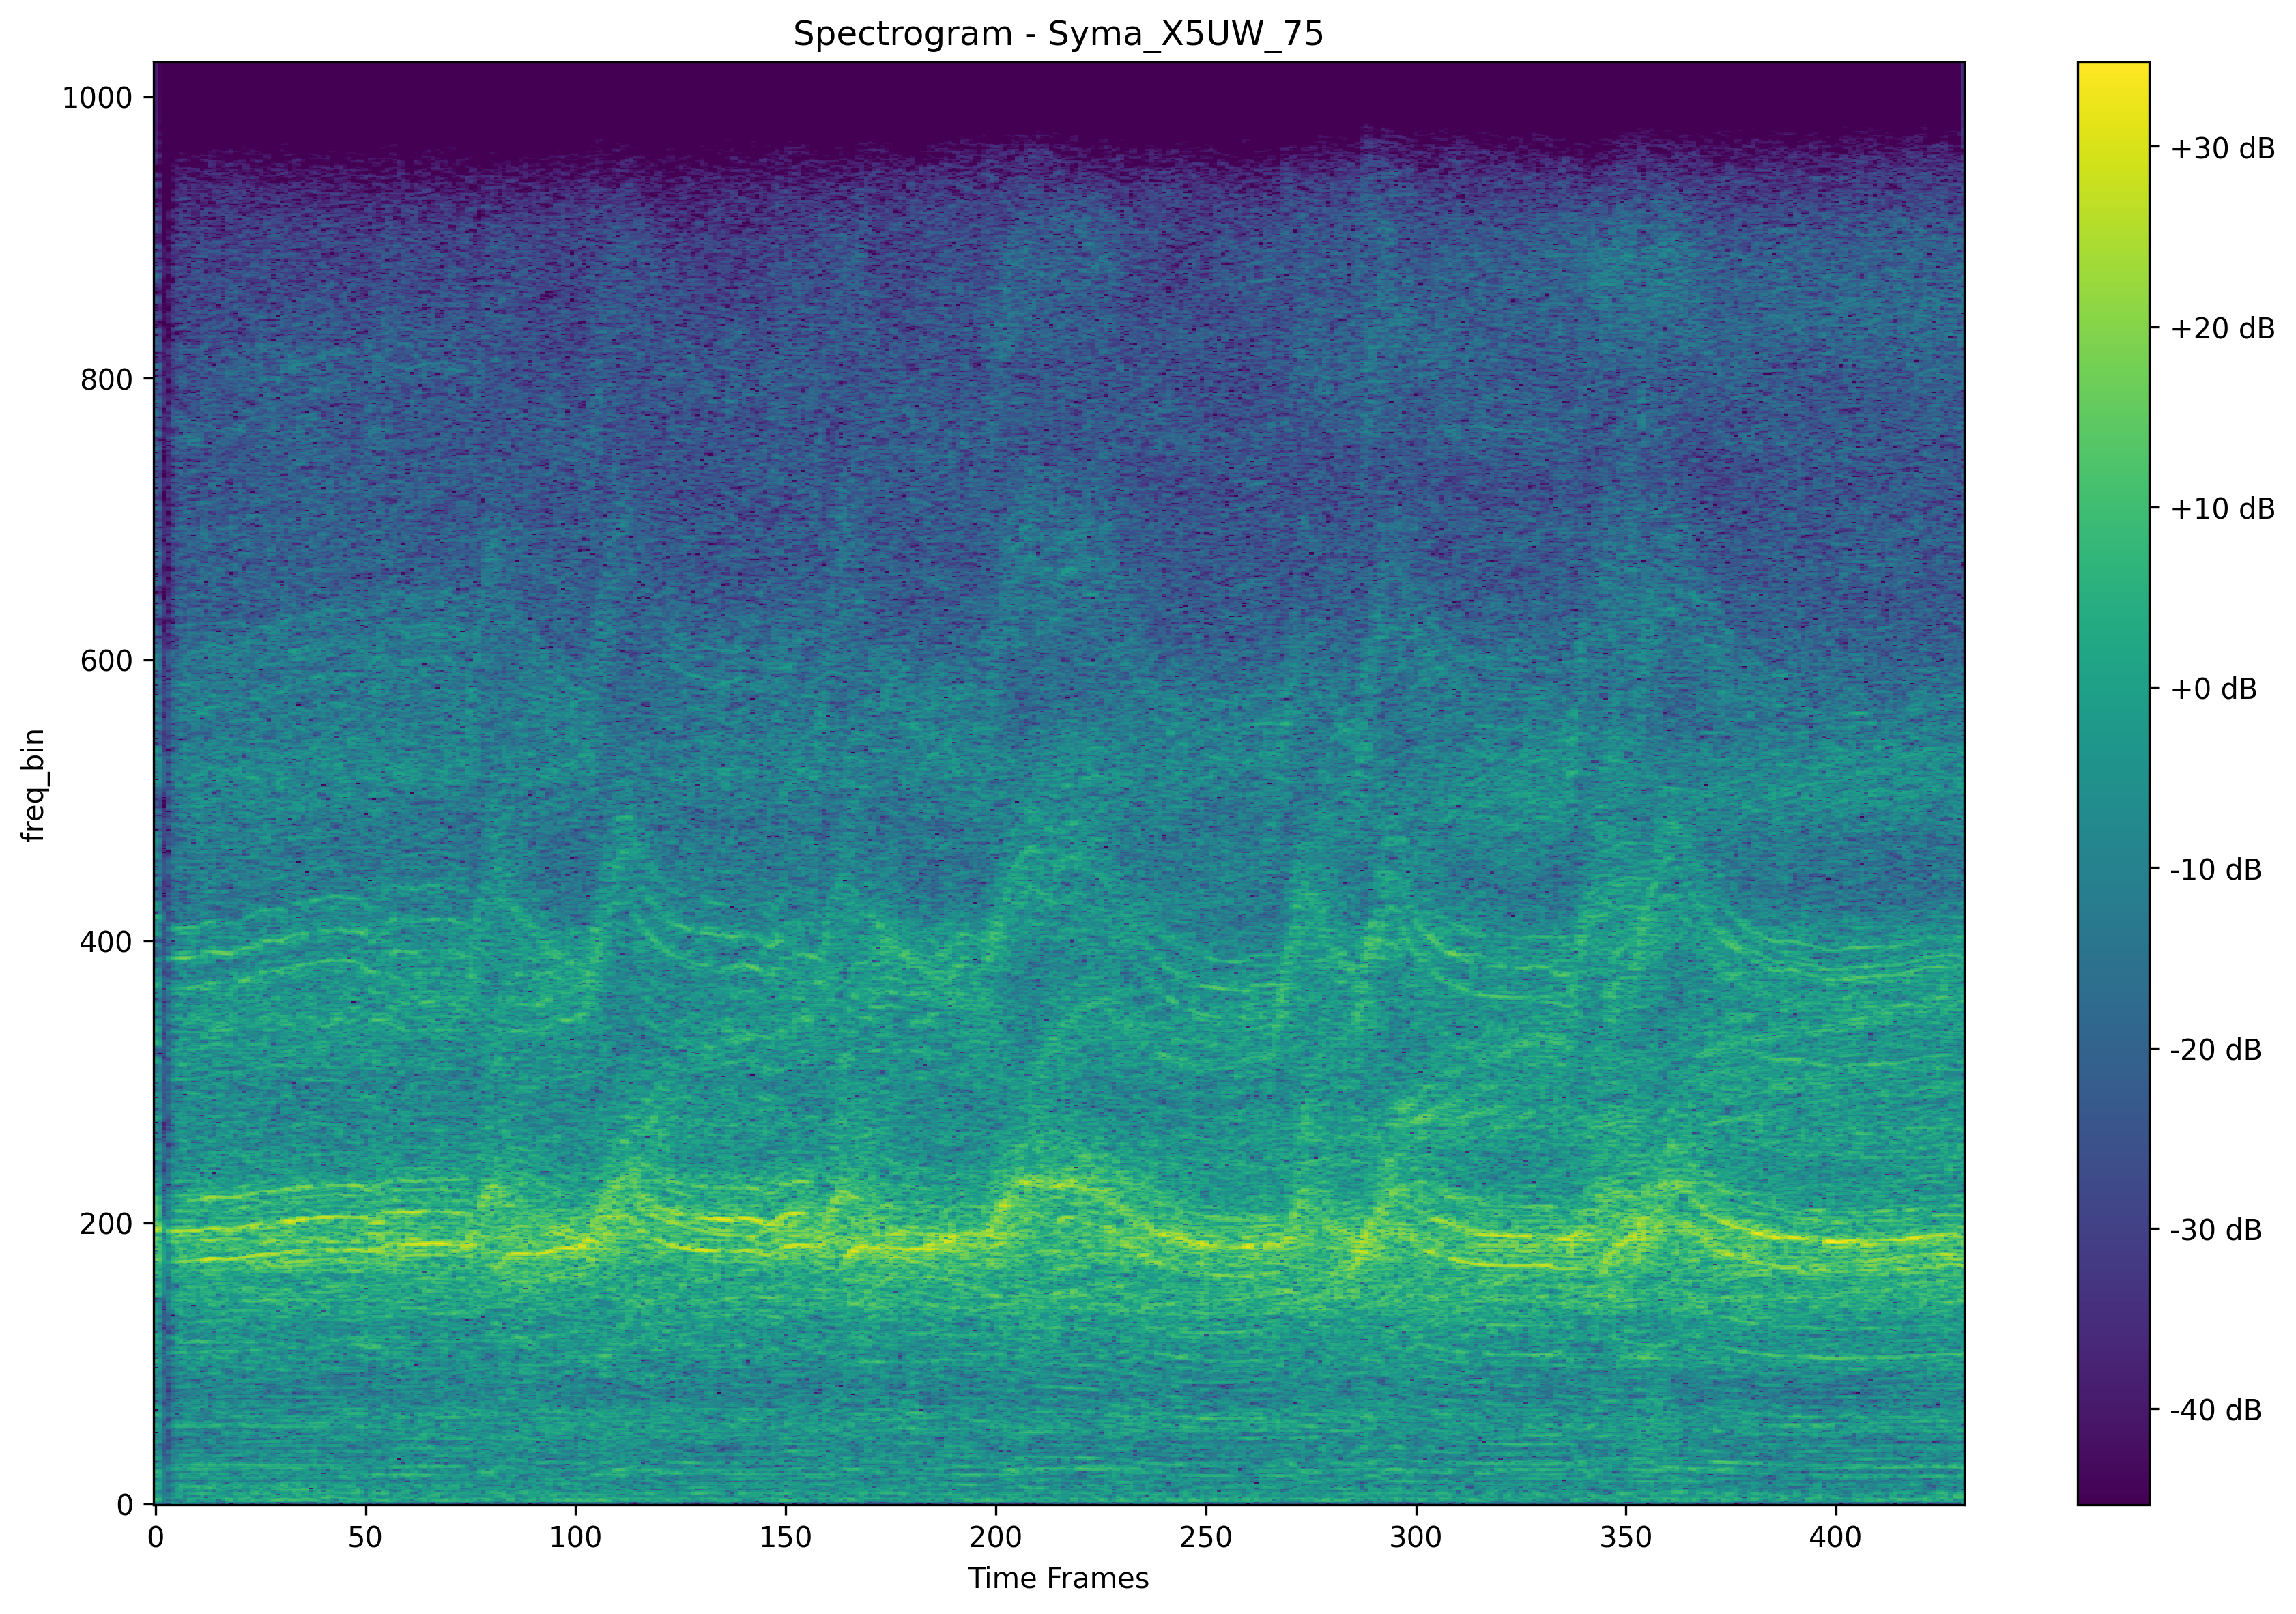 Spectrogram - Syma_X5UW_75
1000
800
600
400
200
0
freq_bin
0 50 100 150 200 250 300 350 400
Time Frames
+30 dB
+20 dB
+10 dB
+0 dB
-10 dB
-20 dB
-30 dB
-40 dB